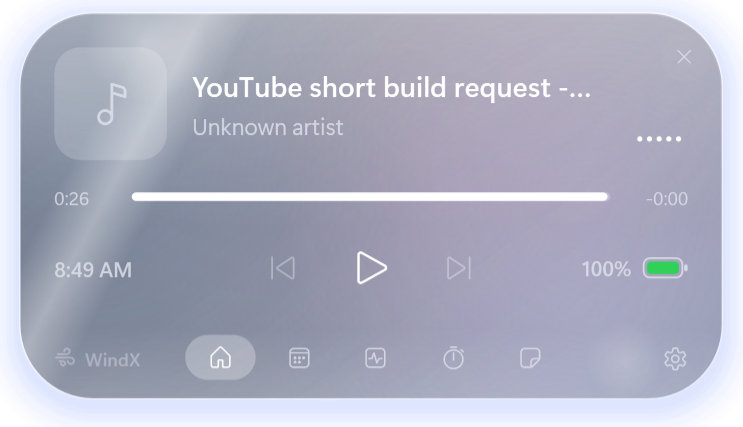 YouTube short build request -...
Unknown artist
0:26
-0:00
8:49 AM
100%
WindX